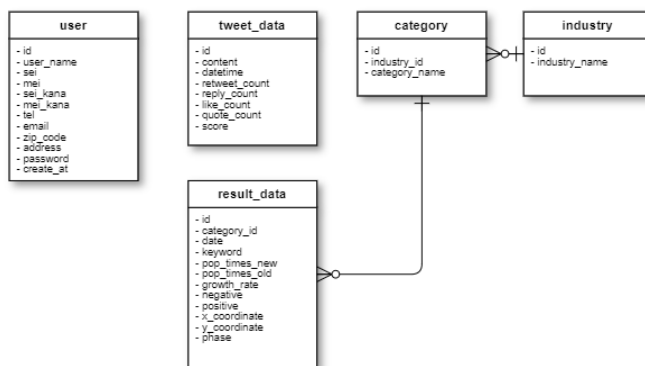 user
- id
- user_name
- sei
- mei
- sei_kana
- mei_kana
- tel
- email
- zip_code
- address
- password
- create_at
tweet_data
- id
- content
- datetime
- retweet_count
- reply_count
- like_count
- quote_count
- score
category
- id
- industry_id
- category_name
industry
- id
- industry_name
result_data
- id
- category_id
- date
- keyword
- pop_times_new
- pop_times_old
- growth_rate
- negative
- positive
- x_coordinate
- y_coordinate
- phase